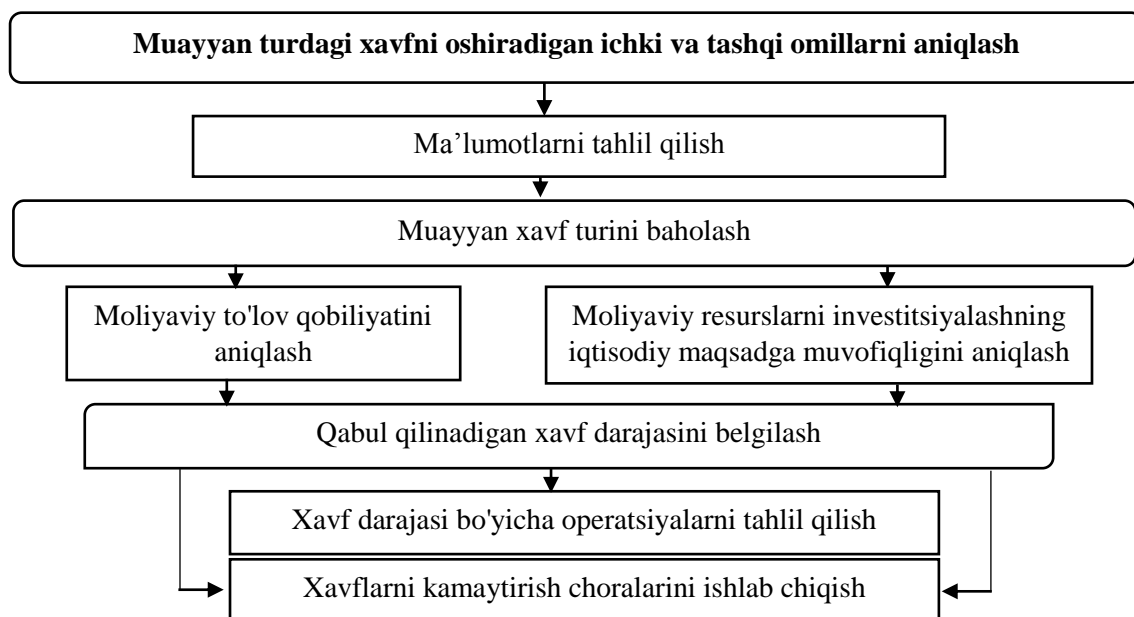 Muayyan turdagi xavfni oshiradigan ichki va tashqi omillarni aniqlash
Ma’lumotlarni tahlil qilish
Muayyan xavf turini baholash
Moliyaviy to'lov qobiliyatini
aniqlash
Moliyaviy resurslarni investitsiyalashning
iqtisodiy maqsadga muvofiqligini aniqlash
Qabul qilinadigan xavf darajasini belgilash
Xavf darajasi bo'yicha operatsiyalarni tahlil qilish
Xavflarni kamaytirish choralarini ishlab chiqish